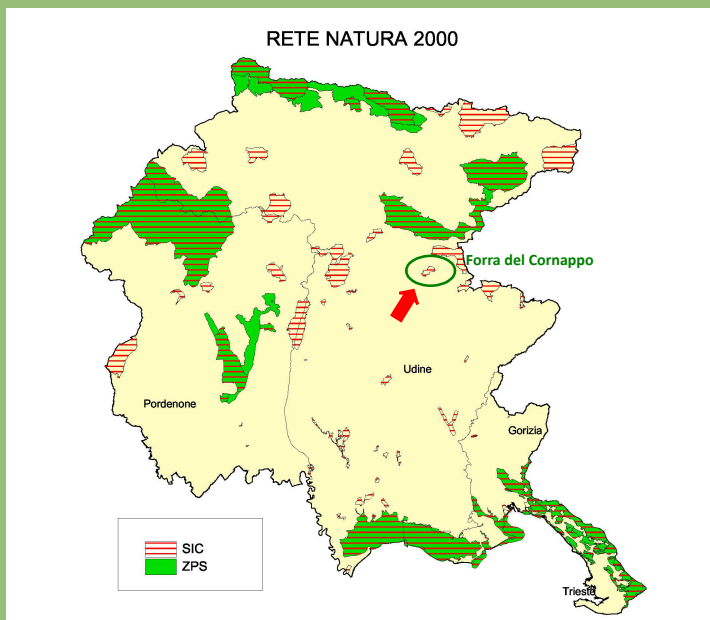 RETE NATURA 2000
Forra del Cornappo
Udine
Pordenone
Gorizia
SIC
ZPS
Trieste